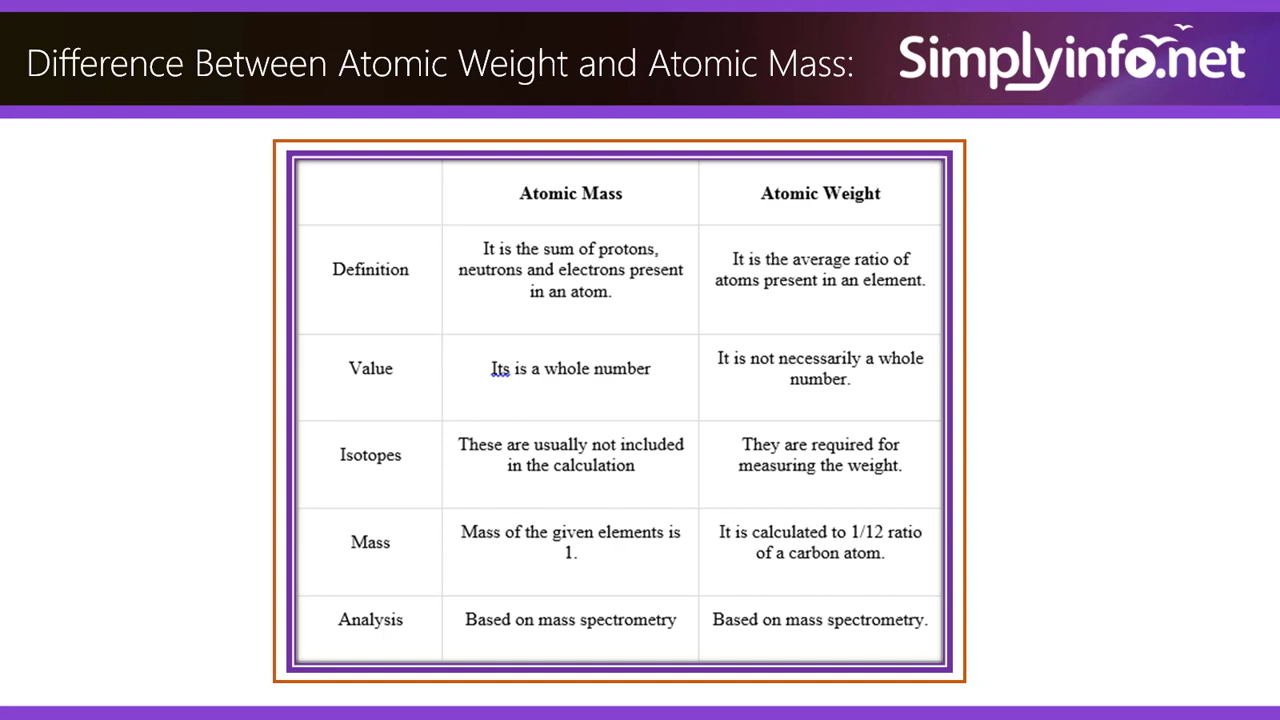 Difference Between Atomic Weight and Atomic Mass:
Simplyinfo.net
Atomic Mass
Atomic Weight
Definition
It is the sum of protons,
neutrons and electrons present
in an atom.
It is the average ratio of
atoms present in an element.
Value
Its is a whole number
It is not necessarily a whole
number.
Isotopes
These are usually not included
in the calculation
They are required for
measuring the weight.
Mass
Mass of the given elements is
1.
It is calculated to 1/12 ratio
of a carbon atom.
Analysis
Based on mass spectrometry
Based on mass spectrometry.